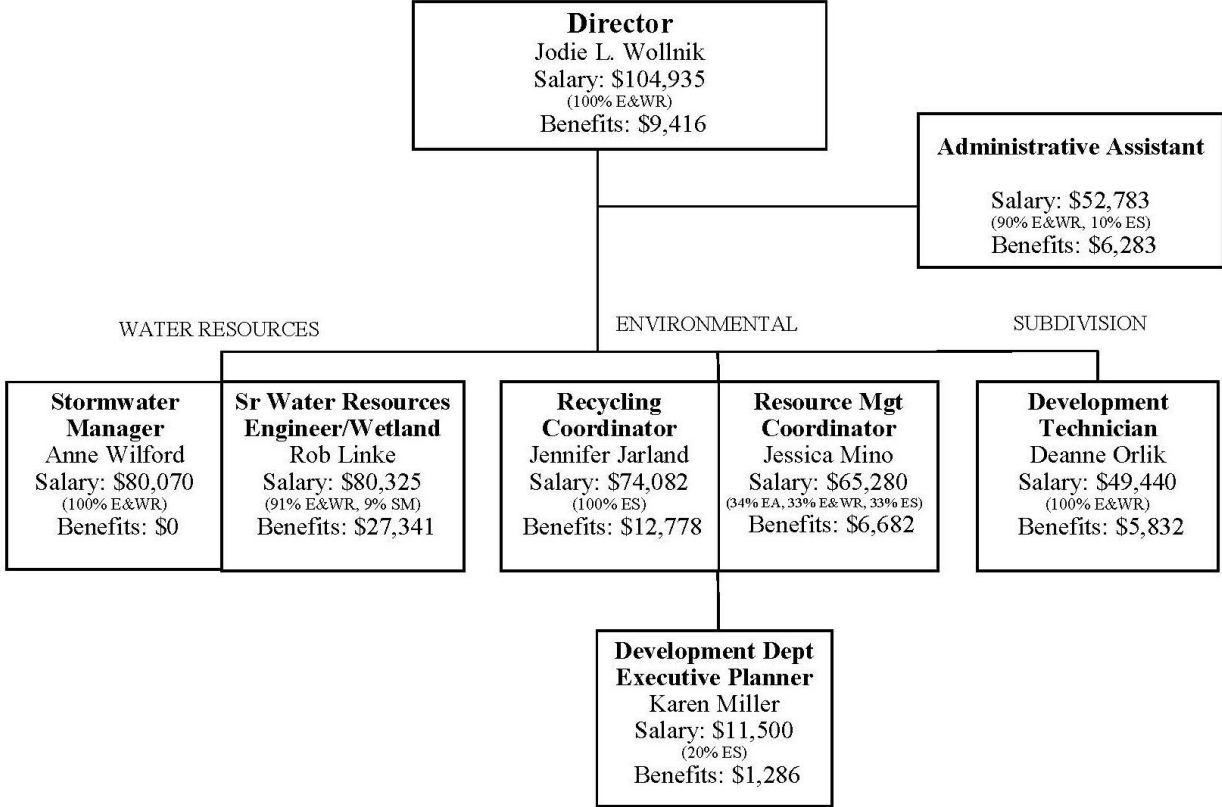 Director
Jodie L. Wollnik
Salary: $104,935
(100% E&WR)
Benefits: $9,416
Administrative Assistant
Salary: $52,783
(90% E&WR, 10% ES)
Benefits: $6,283
WATER RESOURCES
ENVIRONMENTAL
SUBDIVISION
Stormwater
Manager
Anne Wilford
Salary: $80,070
(100% E&WR)
Benefits: $0
Sr Water Resources
Engineer/Wetland
Rob Linke
Salary: $80,325
(91% E&WR, 9% SM)
Benefits: $27,341
Recycling
Coordinator
Jennifer Jarland
Salary: $74,082
(100% ES)
Benefits: $12,778
Resource Mgt
Coordinator
Jessica Mino
Salary: $65,280
(34% EA, 33% E&WR, 33% ES)
Benefits: $6,682
Development
Technician
Deanne Orlik
Salary: $49,440
(100% E&WR)
Benefits: $5,832
Development Dept
Executive Planner
Karen Miller
Salary: $11,500
(20% ES)
Benefits: $1,286